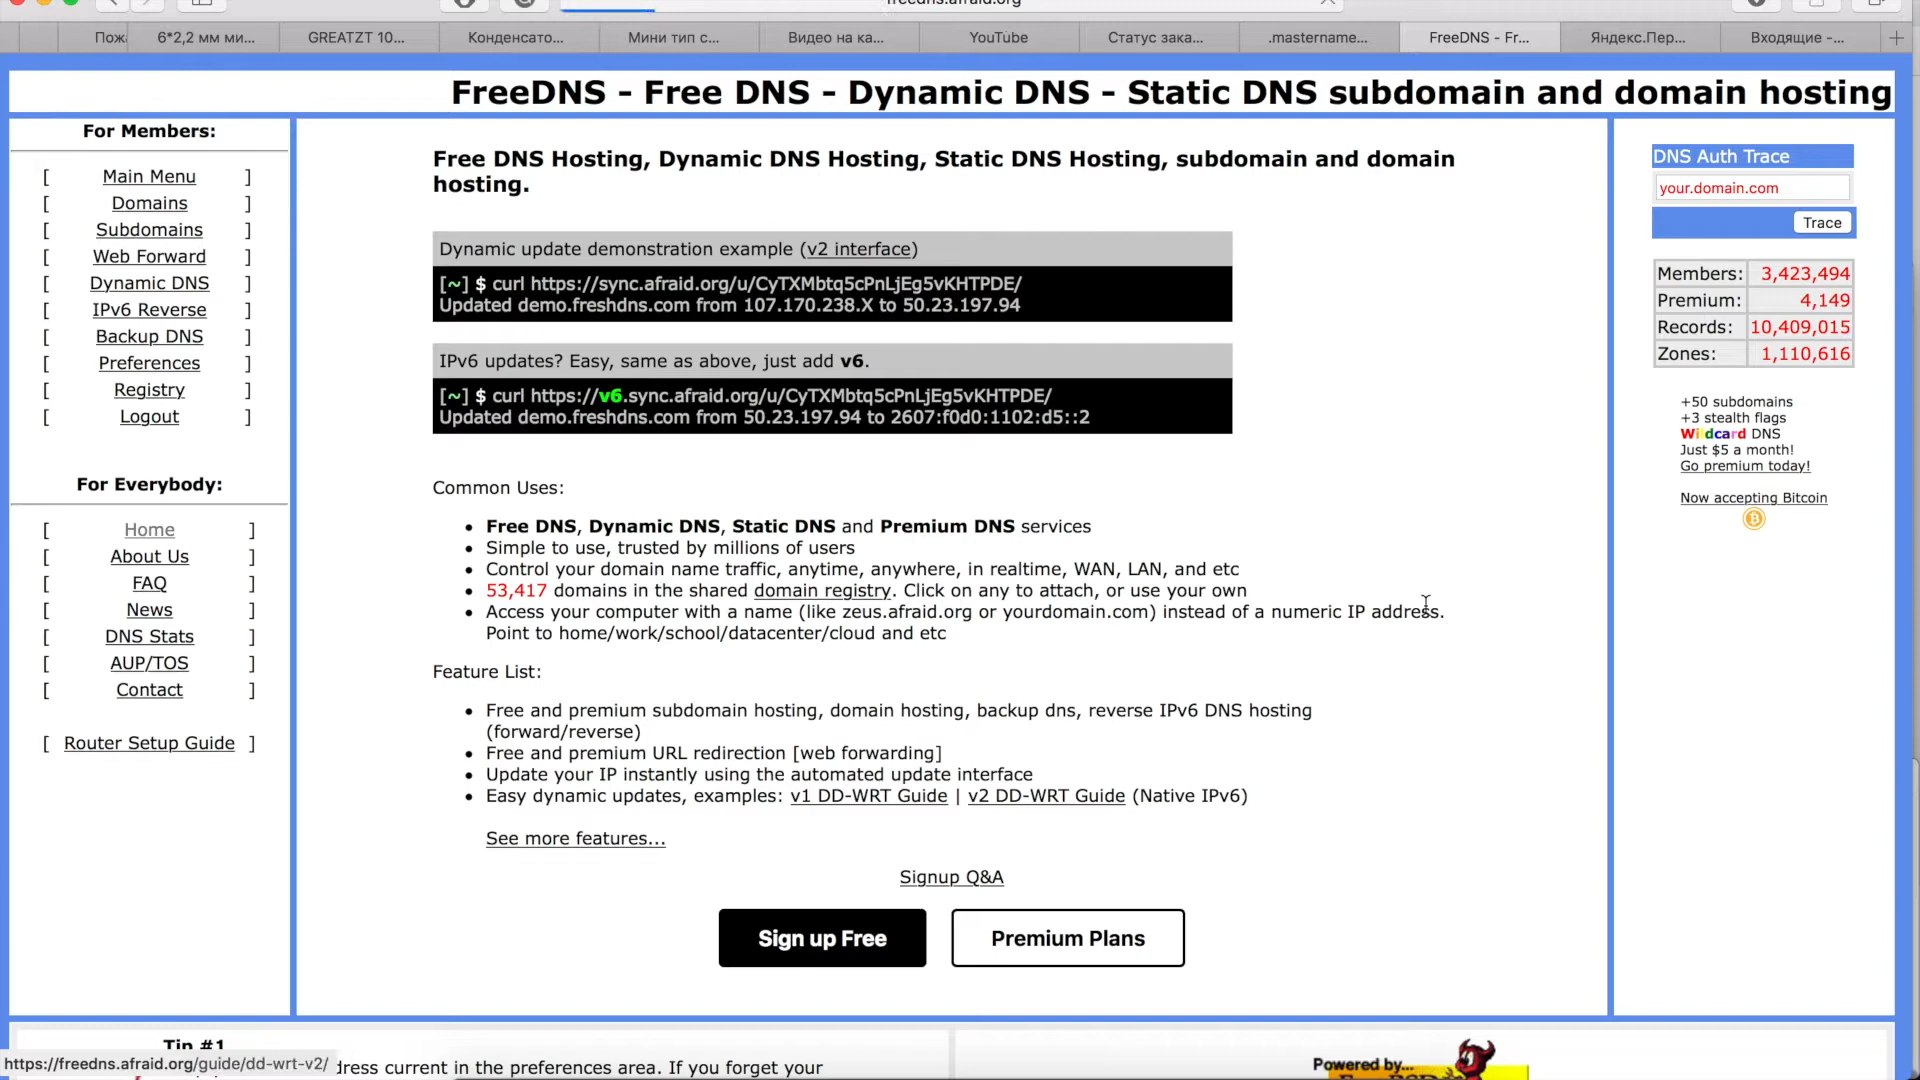 freedns.afraid.org
Пожа
6*2,2 мм ми...
GREATZT 10...
Конденсато...
Мини тип с...
Видео на ка...
YouTube
Статус зака...
.mastername...
FreeDNS - Fr...
Яндекс.Пер...
Входящие -...
FreeDNS - Free DNS - Dynamic DNS - Static DNS subdomain and domain hosting
For Members:
[ Main Menu ]
[ Domains ]
[ Subdomains ]
[ Web Forward ]
[ Dynamic DNS ]
[ IPv6 Reverse ]
[ Backup DNS ]
[ Preferences ]
[ Registry ]
[ Logout ]
For Everybody:
[ Home ]
[ About Us ]
[ FAQ ]
[ News ]
[ DNS Stats ]
[ AUP/TOS ]
[ Contact ]
[ Router Setup Guide ]
Free DNS Hosting, Dynamic DNS Hosting, Static DNS Hosting, subdomain and domain
hosting.
Dynamic update demonstration example (v2 interface)
[~] $ curl https://sync.afraid.org/u/CyTXMbtq5cPnLjEg5vKHTPDE/
Updated demo.freshdns.com from 107.170.238.X to 50.23.197.94
IPv6 updates? Easy, same as above, just add v6.
[~] $ curl https://v6.sync.afraid.org/u/CyTXMbtq5cPnLjEg5vKHTPDE/
Updated demo.freshdns.com from 50.23.197.94 to 2607:f0d0:1102:d5::2
Common Uses:
• Free DNS, Dynamic DNS, Static DNS and Premium DNS services
• Simple to use, trusted by millions of users
• Control your domain name traffic, anytime, anywhere, in realtime, WAN, LAN, and etc
• 53,417 domains in the shared domain registry. Click on any to attach, or use your own
• Access your computer with a name (like zeus.afraid.org or yourdomain.com) instead of a numeric IP address.
Point to home/work/school/datacenter/cloud and etc
Feature List:
• Free and premium subdomain hosting, domain hosting, backup dns, reverse IPv6 DNS hosting
(forward/reverse)
• Free and premium URL redirection [web forwarding]
• Update your IP instantly using the automated update interface
• Easy dynamic updates, examples: v1 DD-WRT Guide | v2 DD-WRT Guide (Native IPv6)
See more features...
Signup Q&A
Sign up Free
Premium Plans
DNS Auth Trace
your.domain.com
Trace
Members: 3,423,494
Premium: 4,149
Records: 10,409,015
Zones: 1,110,616
+50 subdomains
+3 stealth flags
Wildcard DNS
Just $5 a month!
Go premium today!
Now accepting Bitcoin
Tip #1
https://freedns.afraid.org/guide/dd-wrt-v2/
dress current in the preferences area. If you forget your
Powered by...